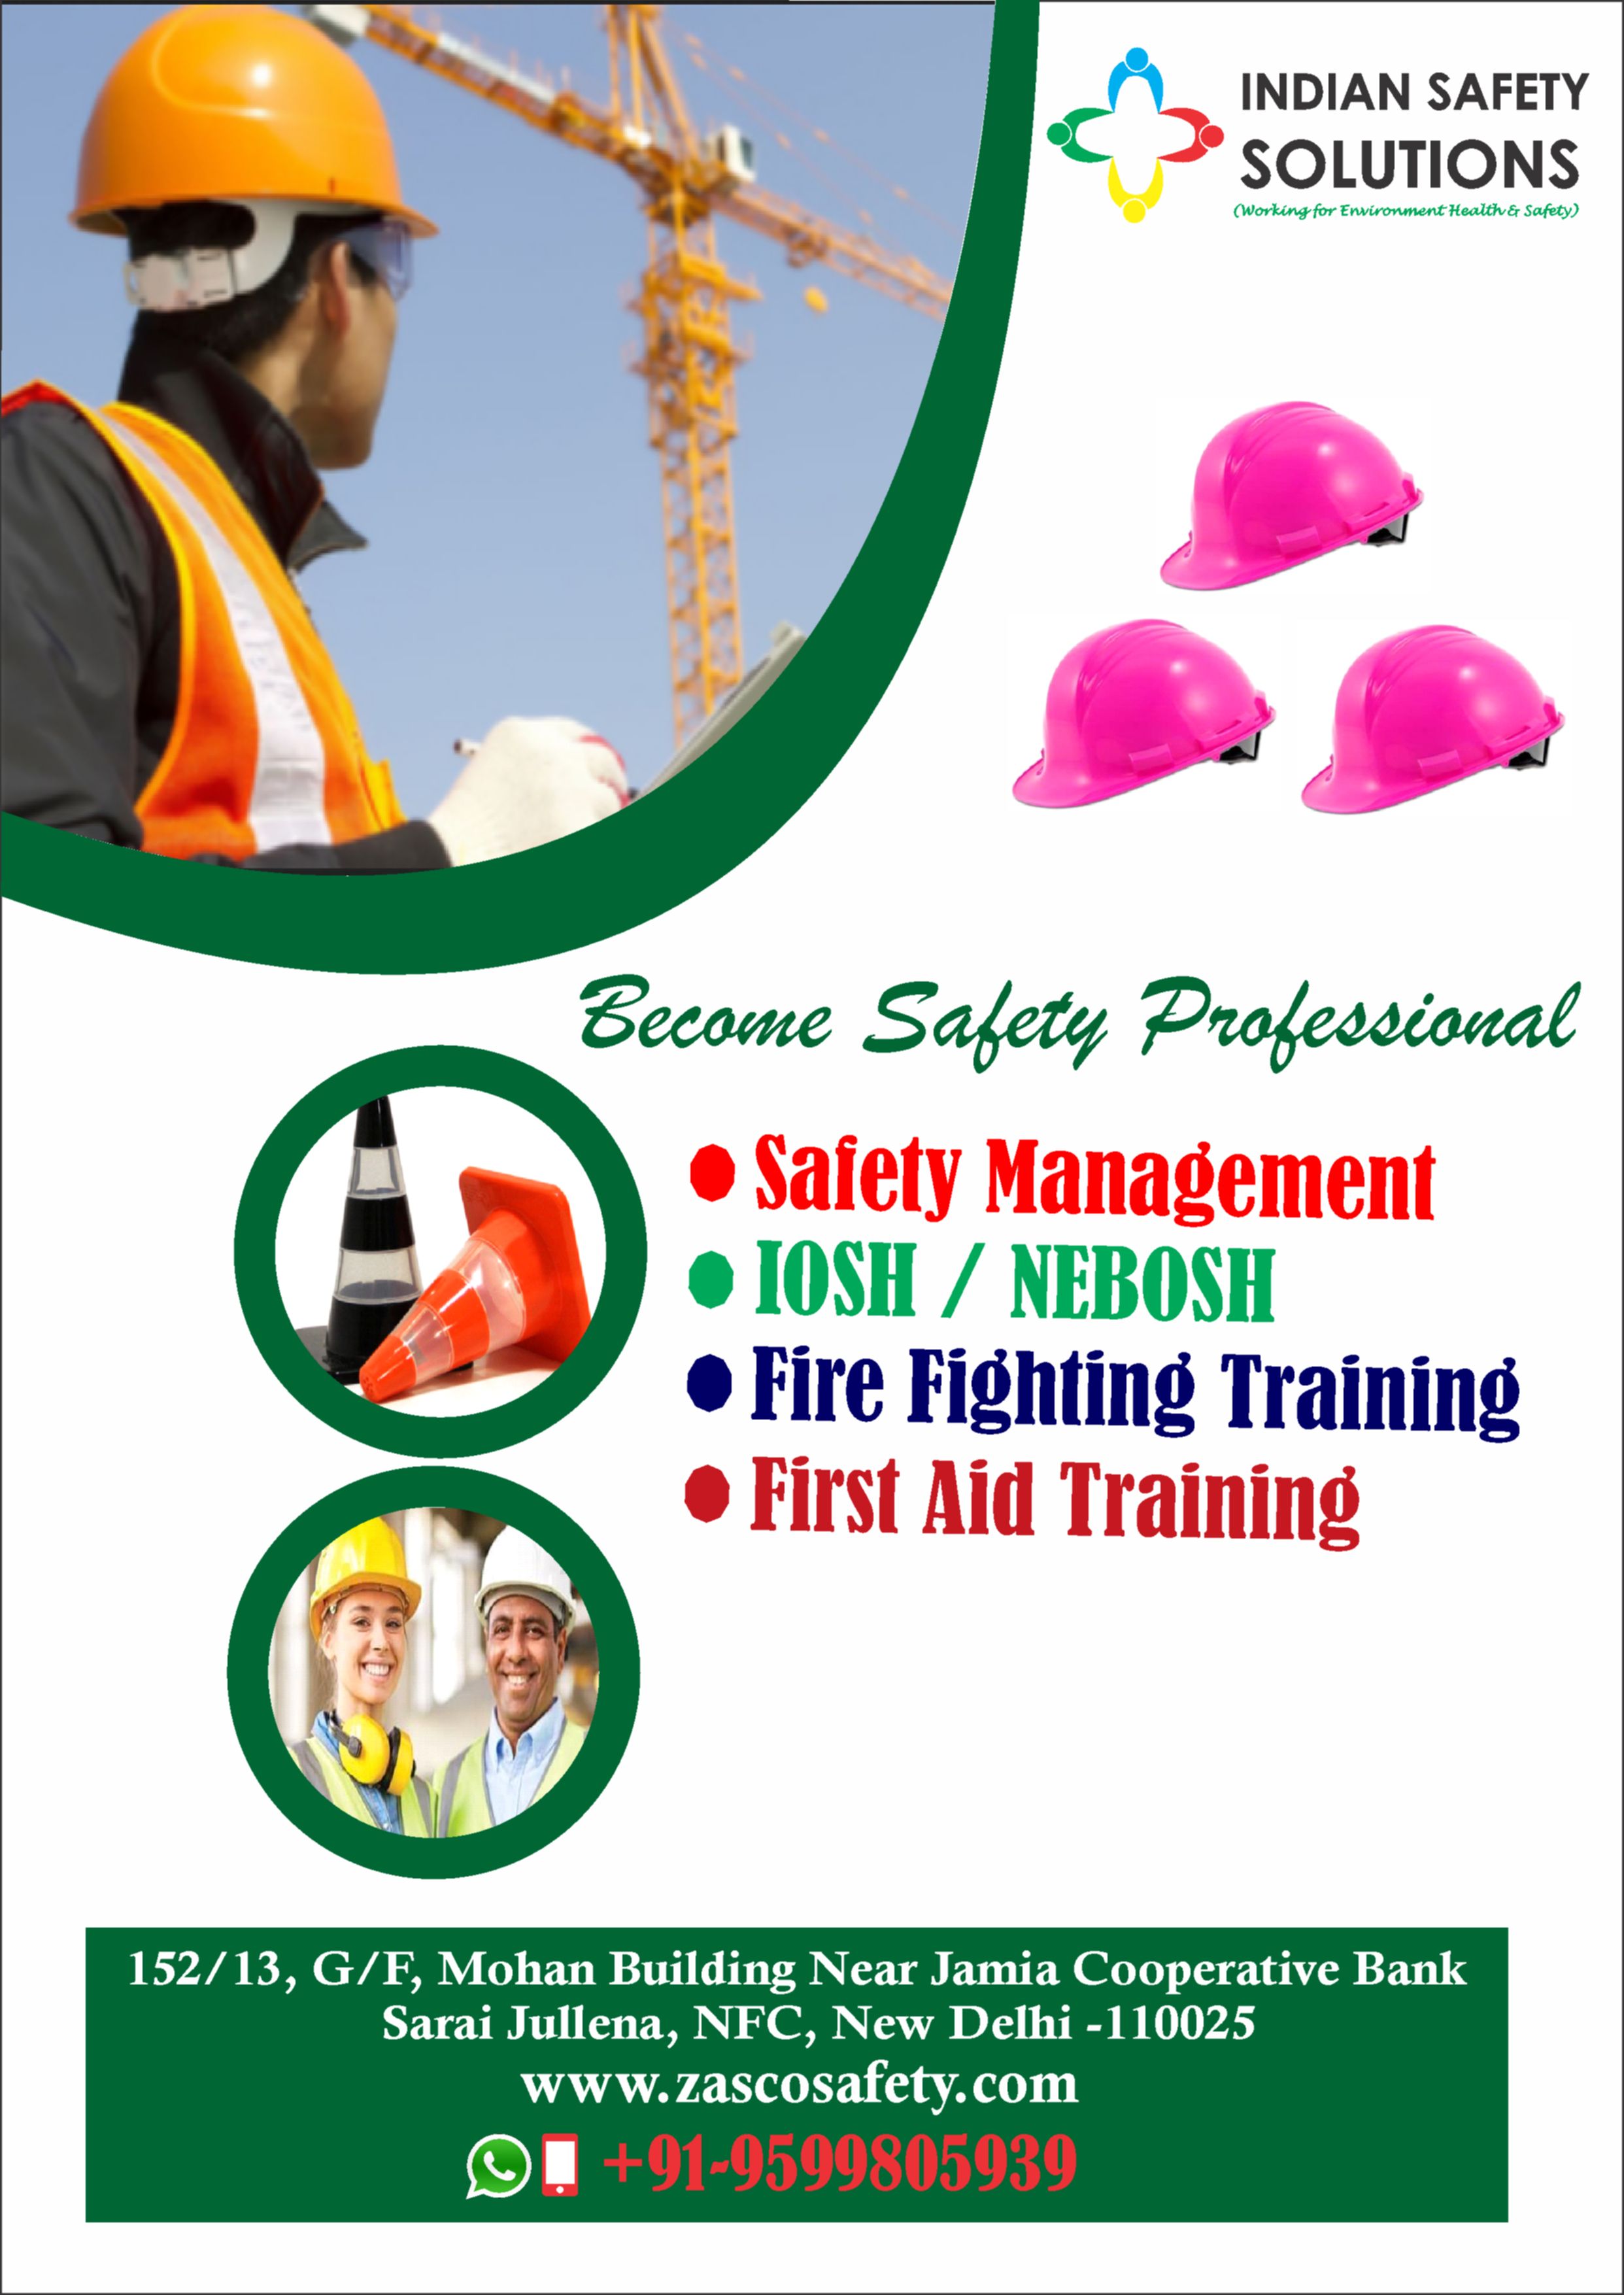 INDIAN SAFETY
SOLUTIONS
(Working for Environment Health & Safety)
Become Safety Professional
Safety Management
IOSH / NEBOSH
Fire Fighting Training
First Aid Training
152/13, G/F, Mohan Building Near Jamia Cooperative Bank
Sarai Jullena, NFC, New Delhi -110025
www.zascosafety.com
+91-9599805939